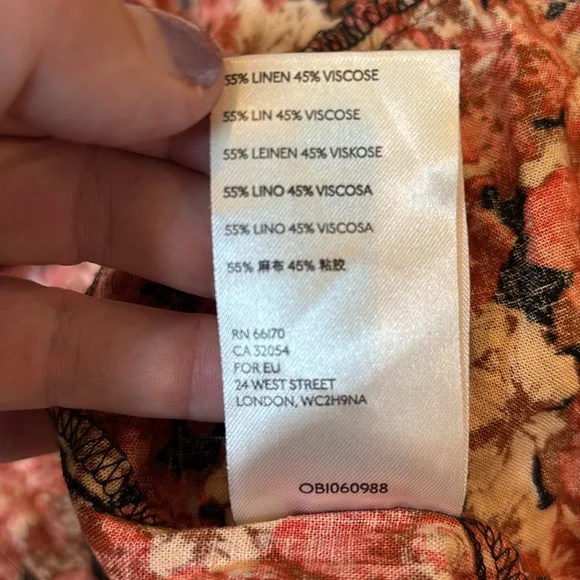 55% LINEN 45% VISCOSE
55% LIN 45% VISCOSE
55% LEINEN 45% VISKOSE
55% LINO 45% VISCOSA
55% LINO 45% VISCOSA
55% 麻布 45% 粘胶
RN 66170
CA 32054
FOR EU
24 WEST STREET
LONDON, WC2H9NA
OBI060988